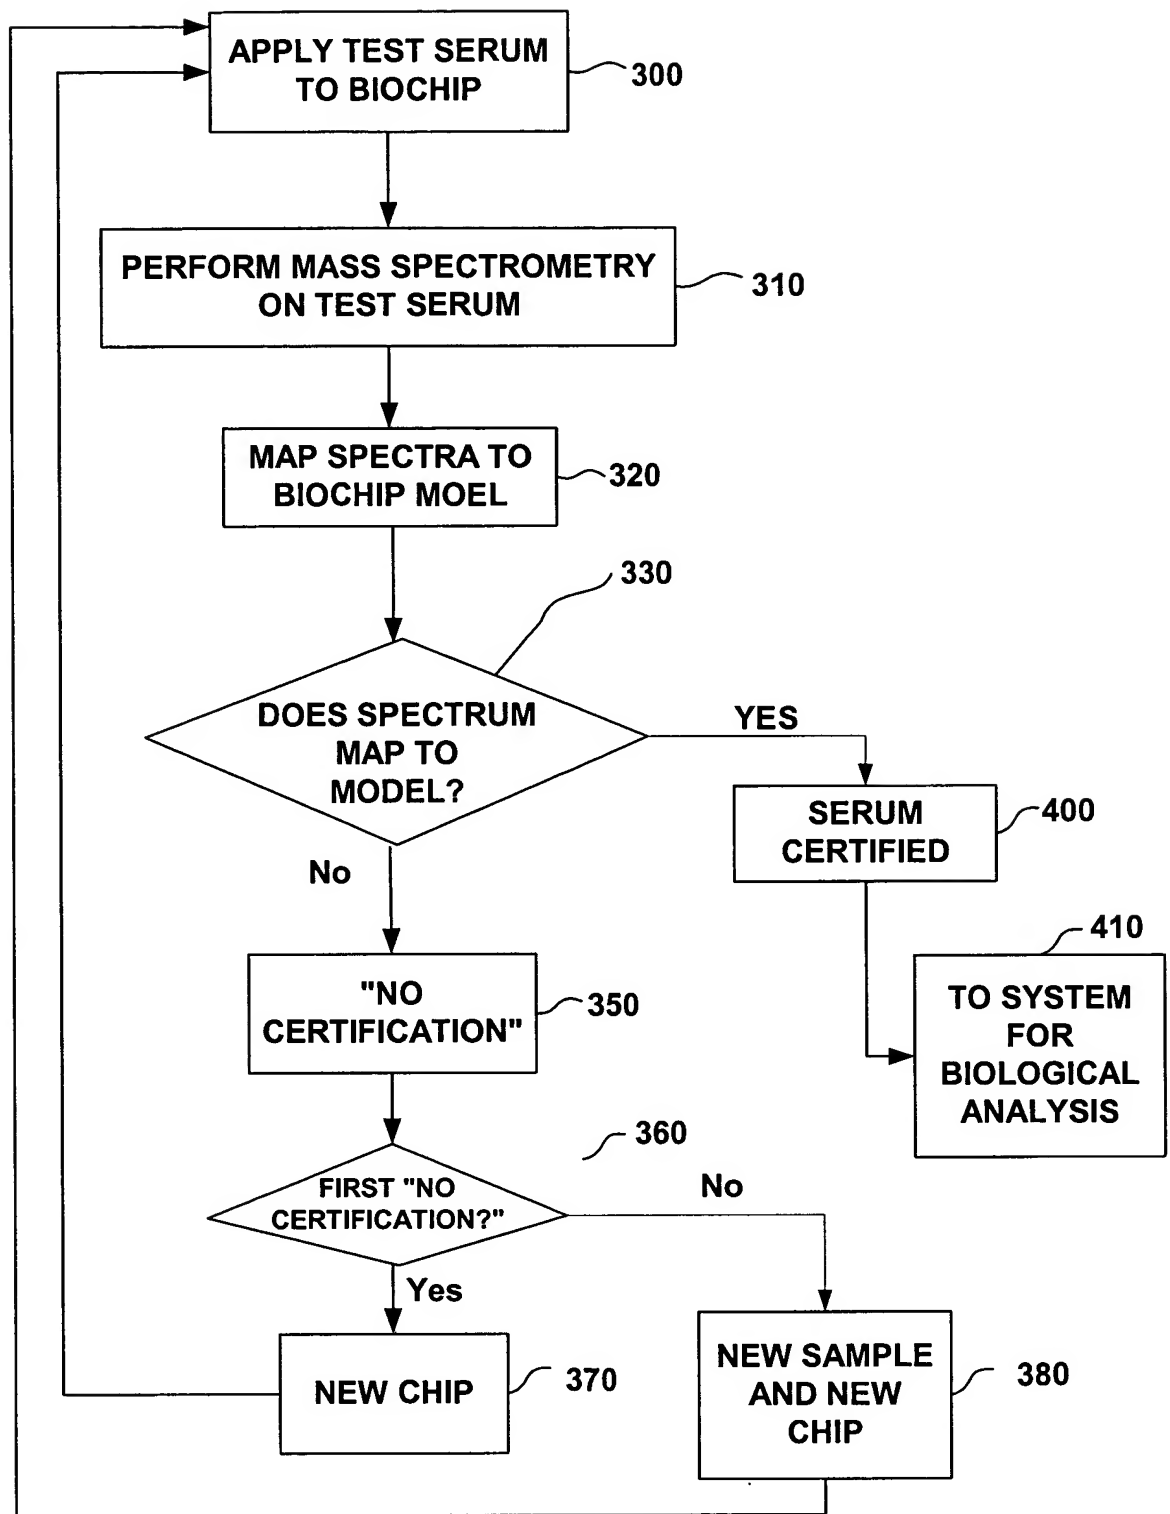 APPLY TEST SERUM
TO BIOCHIP
300
PERFORM MASS SPECTROMETRY
ON TEST SERUM
310
MAP SPECTRA TO
BIOCHIP MOEL
320
330
DOES SPECTRUM
MAP TO
MODEL?
YES
SERUM
CERTIFIED
400
No
410
TO SYSTEM
FOR
BIOLOGICAL
ANALYSIS
"NO
CERTIFICATION"
350
360
FIRST "NO
CERTIFICATION?"
No
Yes
NEW CHIP
370
NEW SAMPLE
AND NEW
CHIP
380